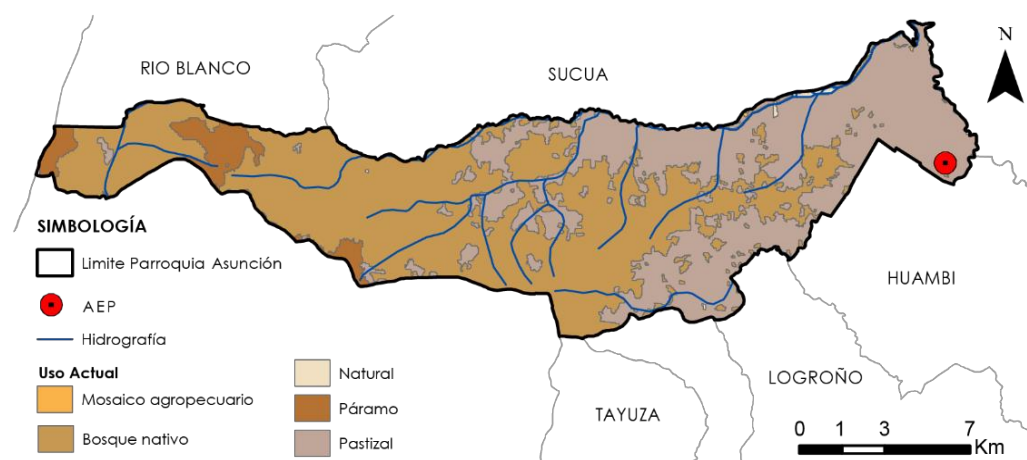 RIO BLANCO
SUCUA
N
SIMBOLOGÍA
Limite Parroquia Asunción
AEP
Hidrografía
Uso Actual
Mosaico agropecuario
Bosque nativo
Natural
Páramo
Pastizal
HUAMBI
LOGROÑO
TAYUZA
0 1 3 7
Km